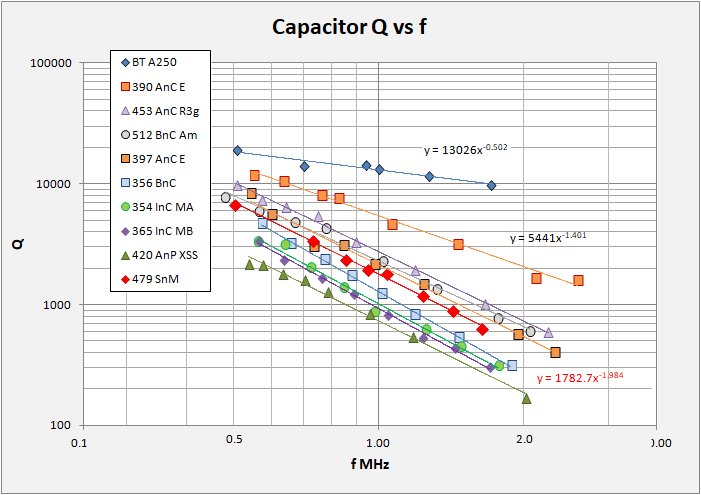 Capacitor Q vs f
100000
10000
1000
100
Q
BT A250
390 AnC E
453 AnC R3g
512 BnC Am
397 AnC E
356 BnC
354 InC MA
365 InC MB
420 AnP XSS
479 SnM
y = 13026x^-0.502
y = 5441x^-1.401
y = 1782.7x^-1.984
0.1 0.5 1.00 2.0 0.00
f MHz